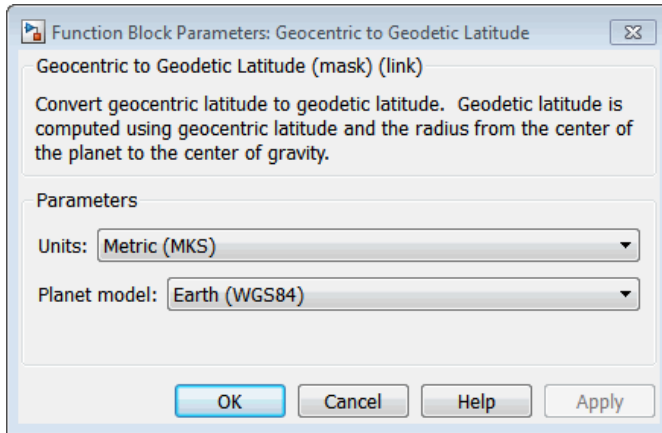 Function Block Parameters: Geocentric to Geodetic Latitude
Geocentric to Geodetic Latitude (mask) (link)
Convert geocentric latitude to geodetic latitude.  Geodetic latitude is
computed using geocentric latitude and the radius from the center of
the planet to the center of gravity.
Parameters
Units: Metric (MKS)
Planet model: Earth (WGS84)
OK Cancel Help Apply